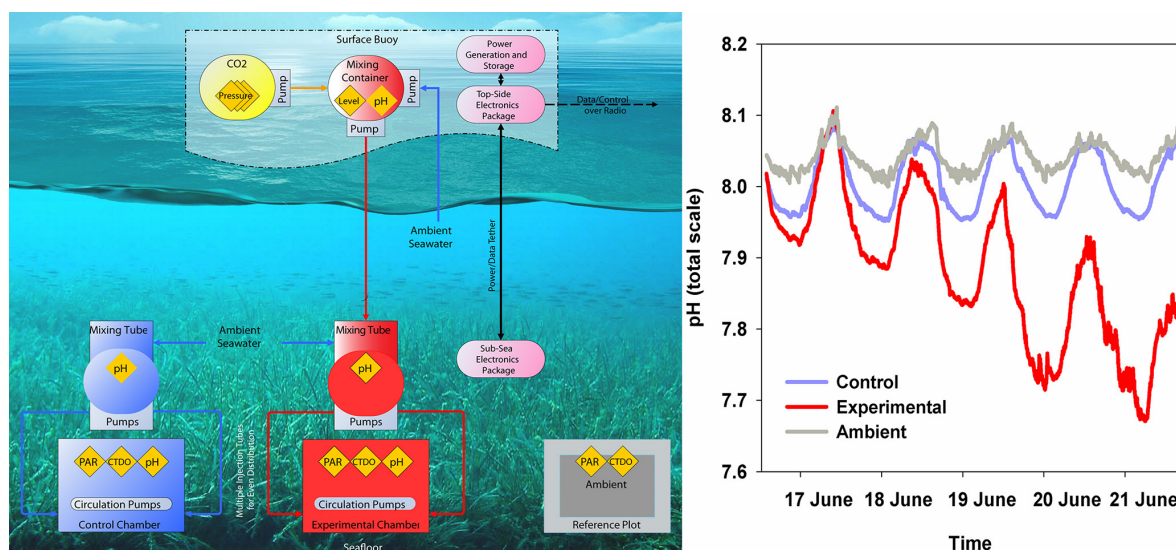 Surface Buoy
CO2
Pressure
Pump
Mixing
Container
Level
pH
Pump
Pump
Power
Generation and
Storage
Top-Side
Electronics
Package
Data/Control
over Radio
Ambient
Seawater
Power/Data Tether
Sub-Sea
Electronics
Package
Mixing Tube
pH
Pumps
Ambient
Seawater
Mixing Tube
pH
Pumps
PAR
CTDO
pH
Circulation Pumps
Control Chamber
Multiple Injection Tubes
for Even Distribution
PAR
CTDO
pH
Circulation Pumps
Experimental Chamber
Seafloor
PAR
CTDO
Ambient
Reference Plot
pH (total scale)
8.2
8.1
8.0
7.9
7.8
7.7
7.6
Control
Experimental
Ambient
17 June
18 June
19 June
20 June
21 June
Time